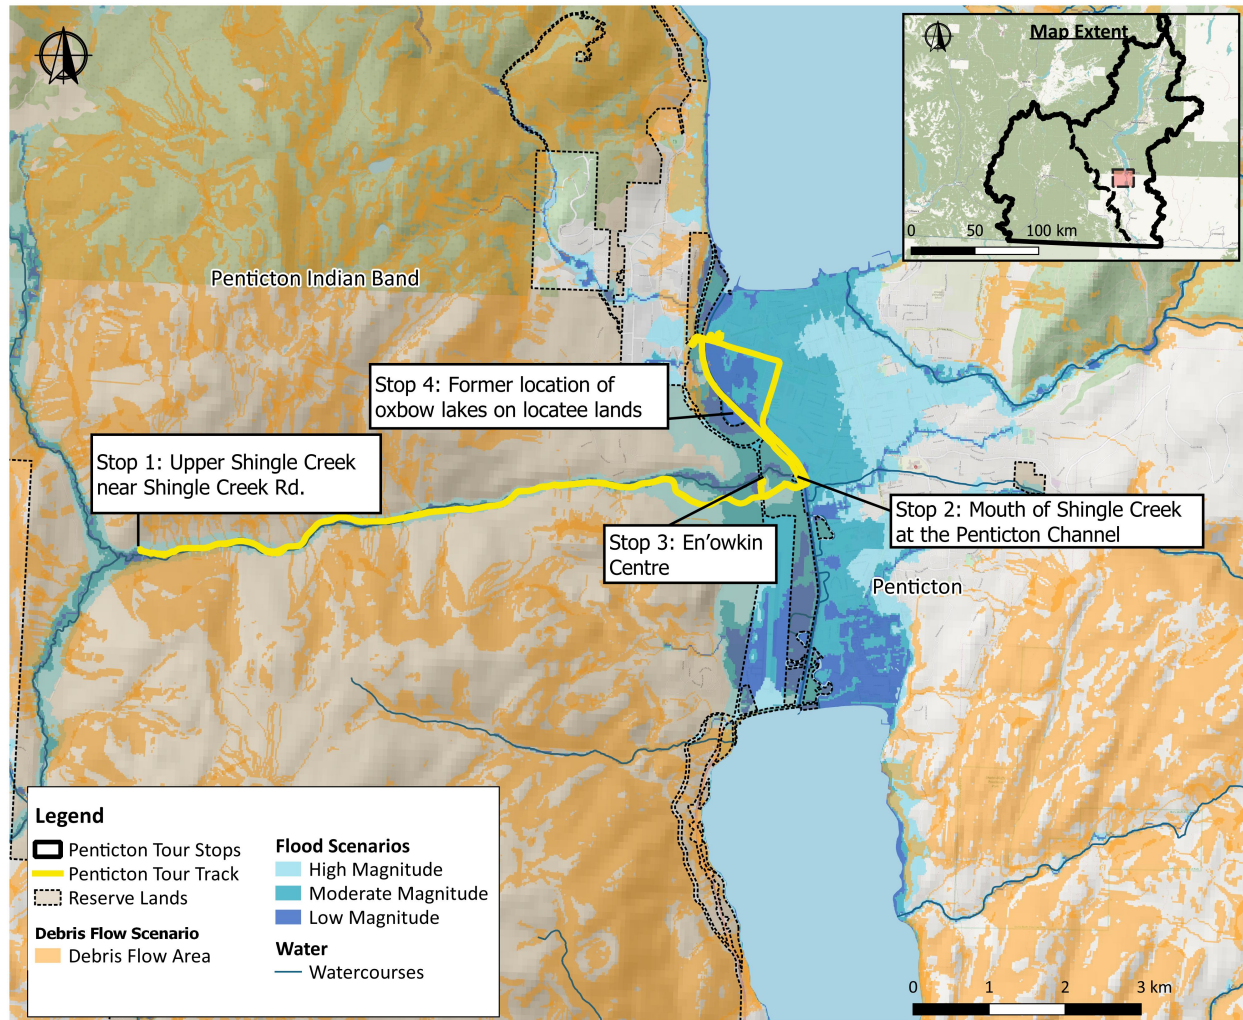 Map Extent
0 50 100 km
Penticton Indian Band
Stop 4: Former location of
oxbow lakes on locatee lands
Stop 1: Upper Shingle Creek
near Shingle Creek Rd.
Stop 2: Mouth of Shingle Creek
at the Penticton Channel
Stop 3: En'owkin
Centre
Penticton
Legend
Penticton Tour Stops
Penticton Tour Track
Reserve Lands
Debris Flow Scenario
Debris Flow Area
Flood Scenarios
High Magnitude
Moderate Magnitude
Low Magnitude
Water
Watercourses
0 1 2 3 km